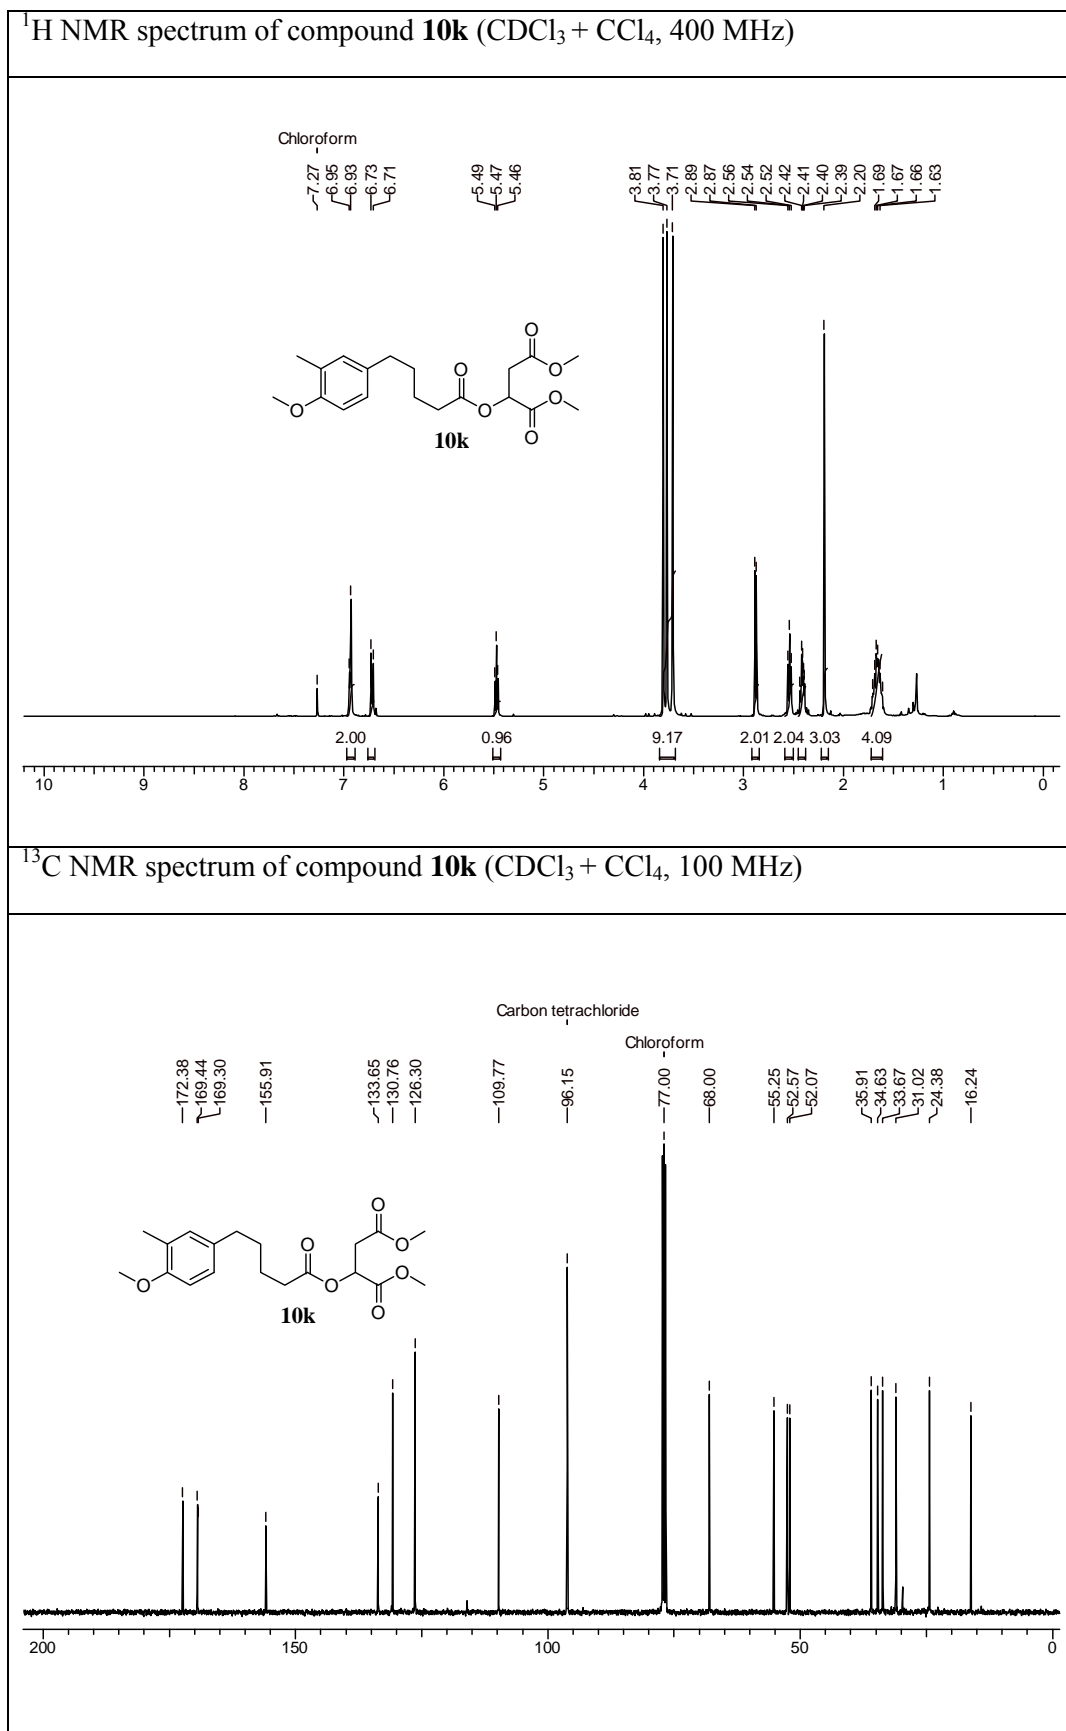 ¹H NMR spectrum of compound 10k (CDCl₃ + CCl₄, 400 MHz)
Chloroform
7.27
6.95
6.93
6.73
6.71
5.49
5.47
5.46
3.81
3.77
3.71
2.89
2.87
2.56
2.54
2.52
2.42
2.41
2.40
2.39
2.20
1.69
1.67
1.66
1.63
O
O
O
O
O
O
O
10k
2.00
0.96
9.17
2.01
2.04
3.03
4.09
10 9 8 7 6 5 4 3 2 1 0
¹³C NMR spectrum of compound 10k (CDCl₃ + CCl₄, 100 MHz)
Carbon tetrachloride
Chloroform
172.38
169.44
169.30
155.91
133.65
130.76
126.30
109.77
96.15
77.00
68.00
55.25
52.57
52.07
35.91
34.63
33.67
31.02
24.38
16.24
O
O
O
O
O
O
O
10k
200 150 100 50 0